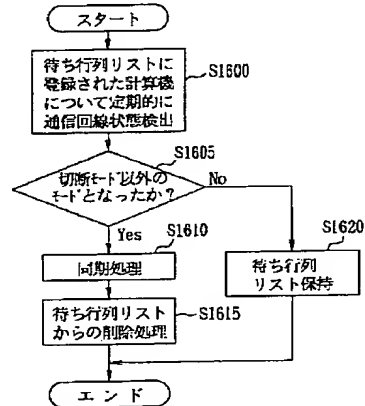 スタート
待ち行列リストに
登録された計算機
について定期的に
通信回線状態検出
S1600
S1605
切断モード以外の
モードとなったか?
No
Yes
S1610
同期処理
S1620
待ち行列
リスト保持
待ち行列リスト
からの削除処理
S1615
エンド